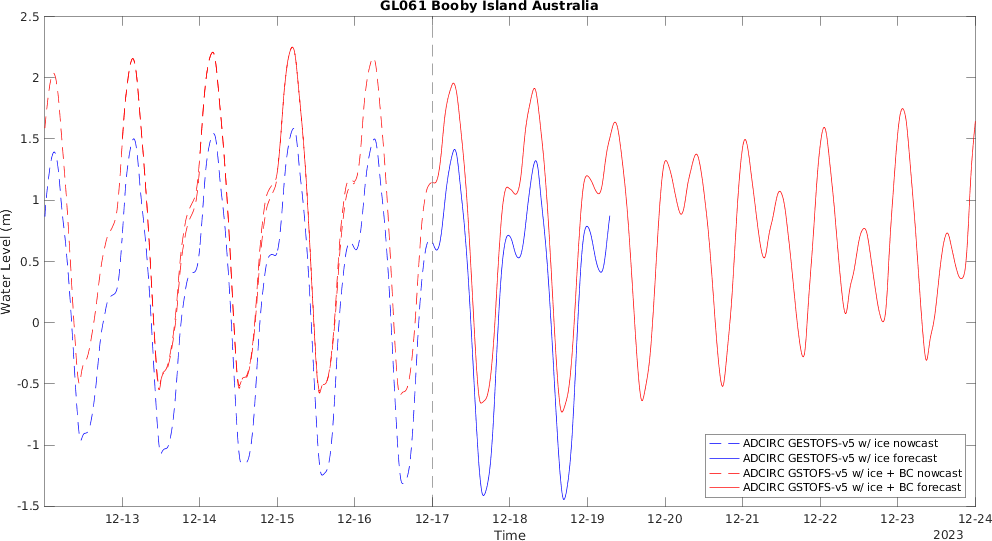 GL061 Booby Island Australia
2.5
2
1.5
1
0.5
0
-0.5
-1
-1.5
Water Level (m)
ADCIRC GESTOFS-v5 w/ ice nowcast
ADCIRC GESTOFS-v5 w/ ice forecast
ADCIRC GSTOFS-v5 w/ ice + BC nowcast
ADCIRC GSTOFS-v5 w/ ice + BC forecast
12-13 12-14 12-15 12-16 12-17 12-18 12-19 12-20 12-21 12-22 12-23 12-24
Time
2023